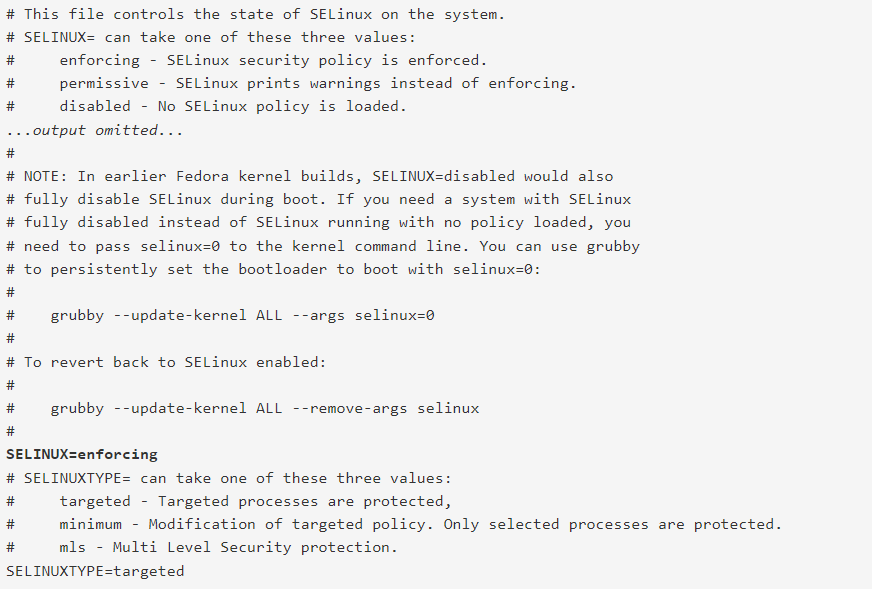 # This file controls the state of SELinux on the system.
# SELINUX= can take one of these three values:
#     enforcing - SELinux security policy is enforced.
#     permissive - SELinux prints warnings instead of enforcing.
#     disabled - No SELinux policy is loaded.
...output omitted...
#
# NOTE: In earlier Fedora kernel builds, SELINUX=disabled would also
# fully disable SELinux during boot. If you need a system with SELinux
# fully disabled instead of SELinux running with no policy loaded, you
# need to pass selinux=0 to the kernel command line. You can use grubby
# to persistently set the bootloader to boot with selinux=0:
#
#    grubby --update-kernel ALL --args selinux=0
#
# To revert back to SELinux enabled:
#
#    grubby --update-kernel ALL --remove-args selinux
#
SELINUX=enforcing
# SELINUXTYPE= can take one of these three values:
#     targeted - Targeted processes are protected,
#     minimum - Modification of targeted policy. Only selected processes are protected.
#     mls - Multi Level Security protection.
SELINUXTYPE=targeted